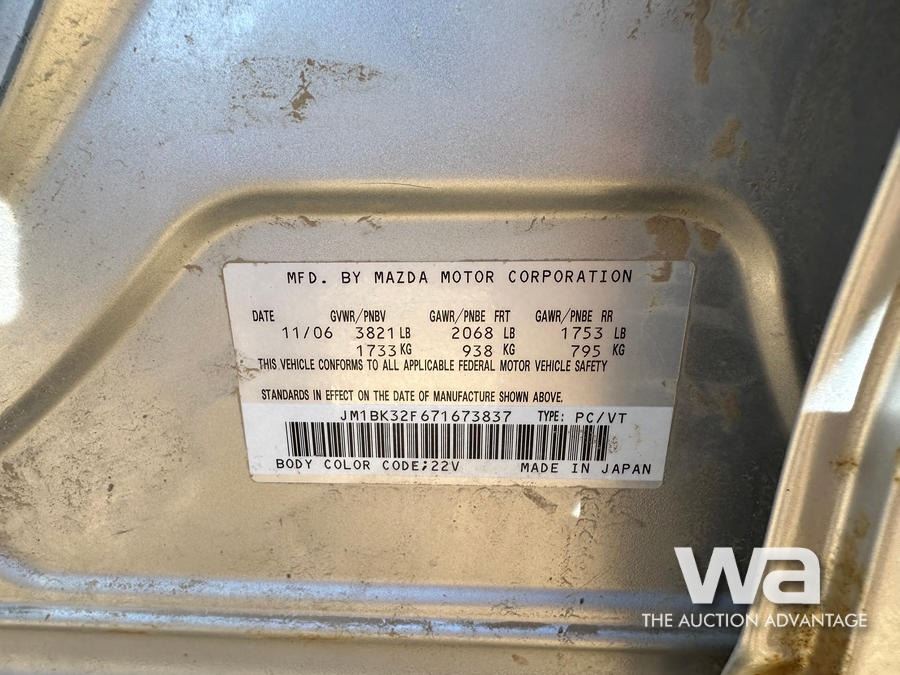 MFD. BY MAZDA MOTOR CORPORATION
DATE GVWR/PNBV GAWR/PNBE FRT GAWR/PNBE RR
11/06 3821 LB 2068 LB 1753 LB
1733 KG 938 KG 795 KG
THIS VEHICLE CONFORMS TO ALL APPLICABLE FEDERAL MOTOR VEHICLE SAFETY
STANDARDS IN EFFECT ON THE DATE OF MANUFACTURE SHOWN ABOVE.
JM1BK32F671673837 TYPE: PC/VT
BODY COLOR CODE;22V MADE IN JAPAN
wa
THE AUCTION ADVANTAGE